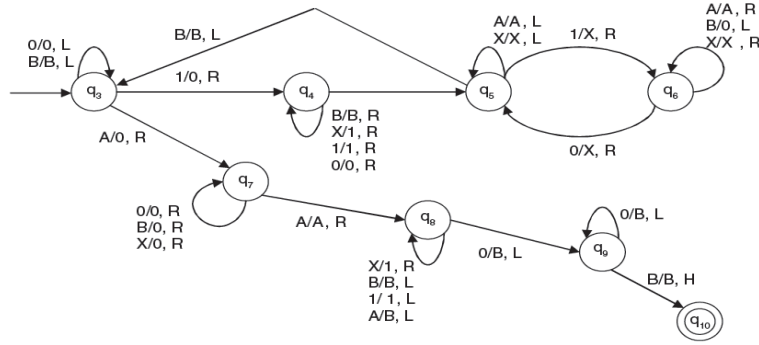 0/0, L
B/B, L
q3
B/B, L
1/0, R
q4
B/B, R
X/1, R
1/1, R
0/0, R
A/A, L
X/X, L
q5
1/X, R
0/X, R
A/A, R
B/0, L
X/X , R
q6
A/0, R
q7
0/0, R
B/0, R
X/0, R
A/A, R
q8
X/1, R
B/B, L
1/ 1, L
A/B, L
0/B, L
0/B, L
q9
B/B, H
q10